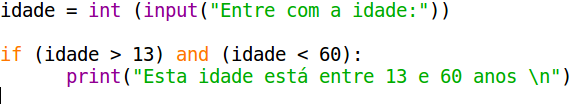 idade = int (input("Entre com a idade:"))
if (idade > 13) and (idade < 60):
print("Esta idade está entre 13 e 60 anos \n")